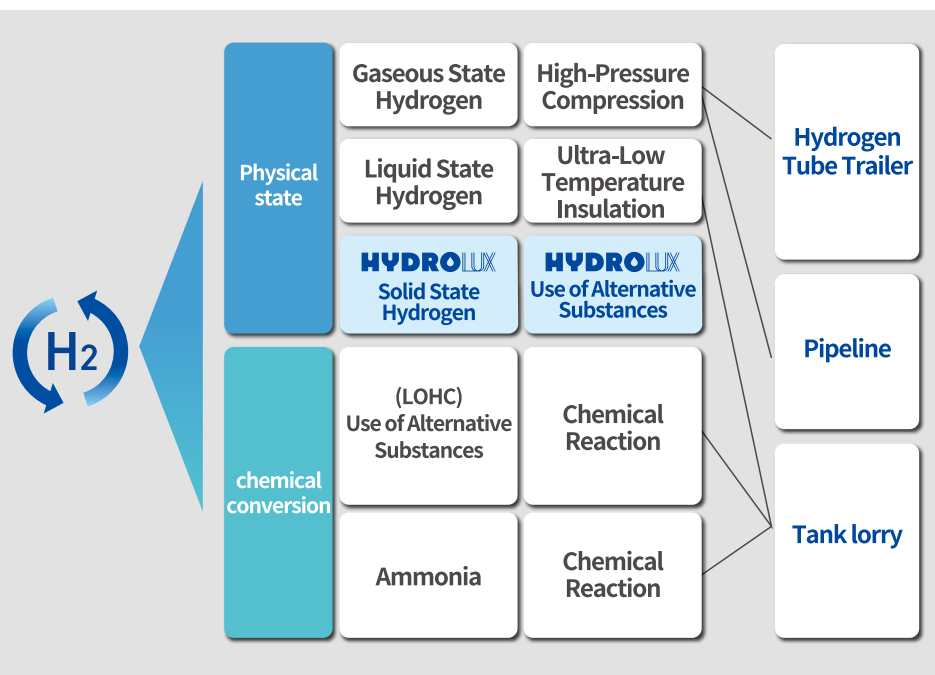 H2
Physical
state
chemical
conversion
Gaseous State
Hydrogen
High-Pressure
Compression
Liquid State
Hydrogen
Ultra-Low
Temperature
Insulation
HYDROLUX
Solid State
Hydrogen
HYDROLUX
Use of Alternative
Substances
(LOHC)
Use of Alternative
Substances
Chemical
Reaction
Ammonia
Chemical
Reaction
Hydrogen
Tube Trailer
Pipeline
Tank lorry